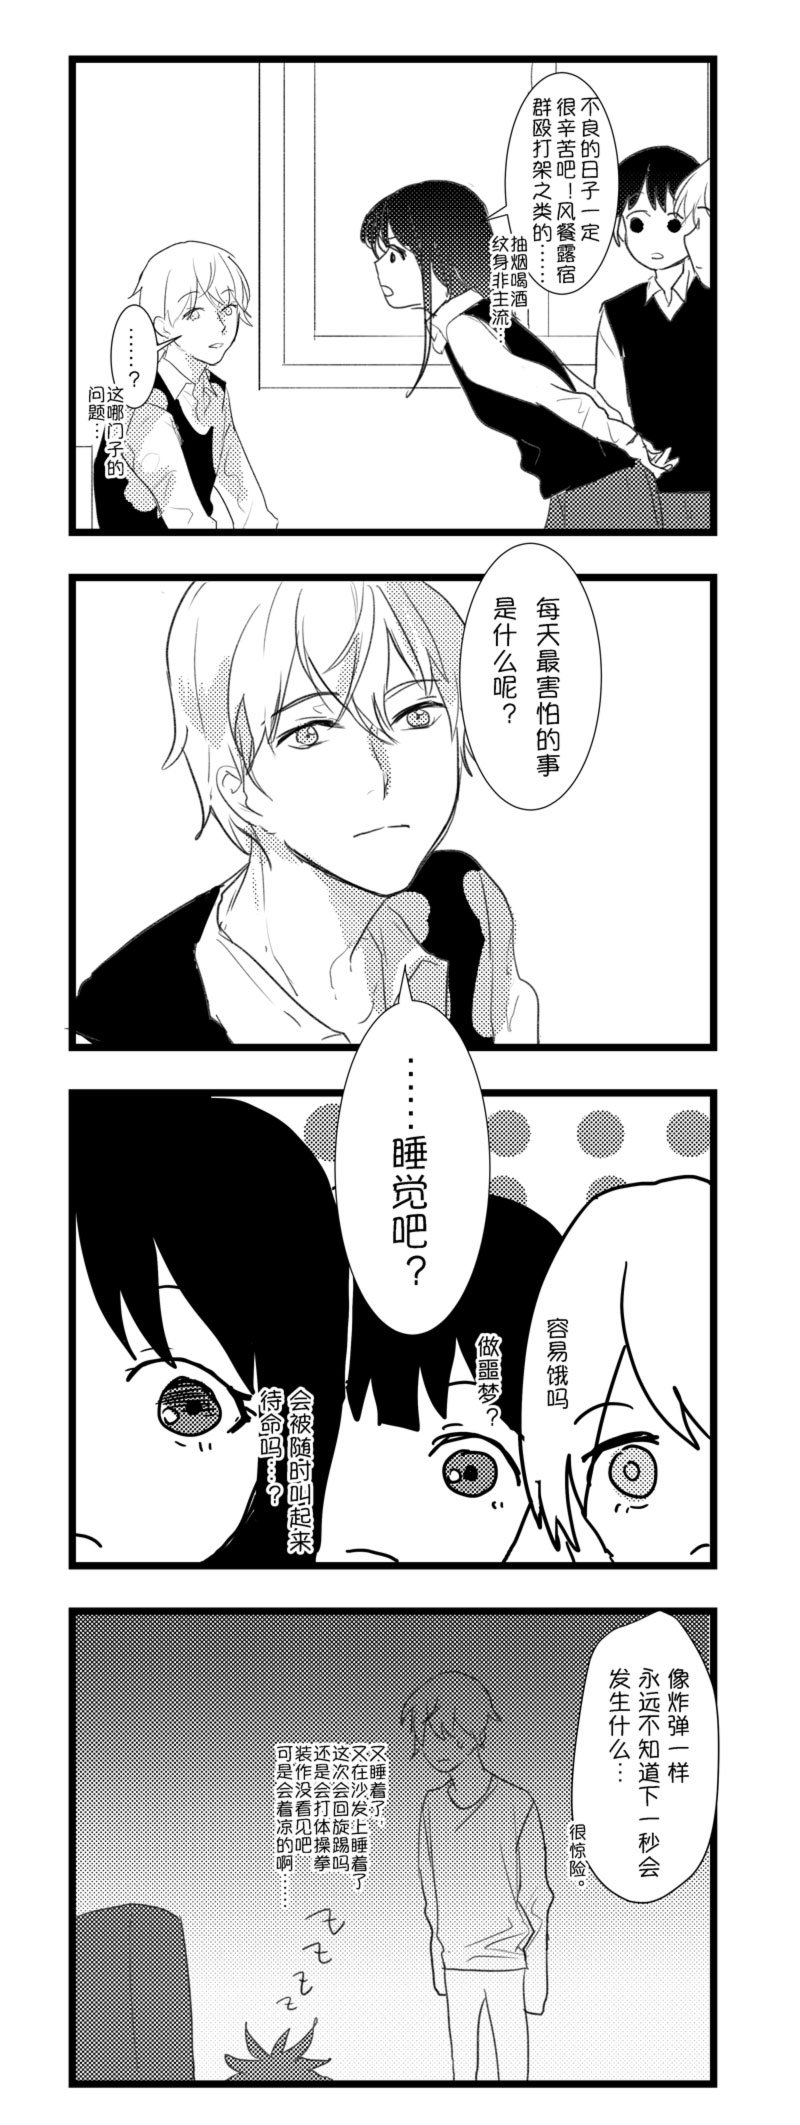 不良的日子一定
很辛苦吧！风餐露宿
群殴打架之类的……
抽烟喝酒
纹身非主流…
……？
这哪门子的
问题…
每天最害怕的事
是什么呢？
……睡觉吧？
容易饿吗
做噩梦？
会被随时叫起来
待命吗…？
像炸弹一样
永远不知道下一秒会
发生什么…
很惊险。
又睡着了…
又在沙发上睡着了
这次会回旋踢吗
还是会打体操拳
装作没看见吧
可是会着凉的啊……
z
z
z
z